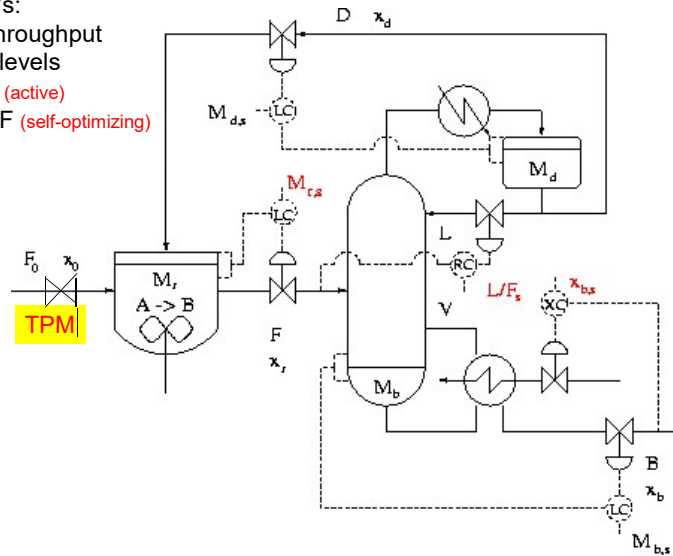 s:
hroughput
levels
(active)
F (self-optimizing)
D x_d
LC
M_d,s
M_d
M_r,s
LC
L
F_0 x_0
M_r
RC
L/F_s
x_b,s
A -> B
V
XC
TPM
F
x_r
M_b
B
x_b
LC
M_b,s